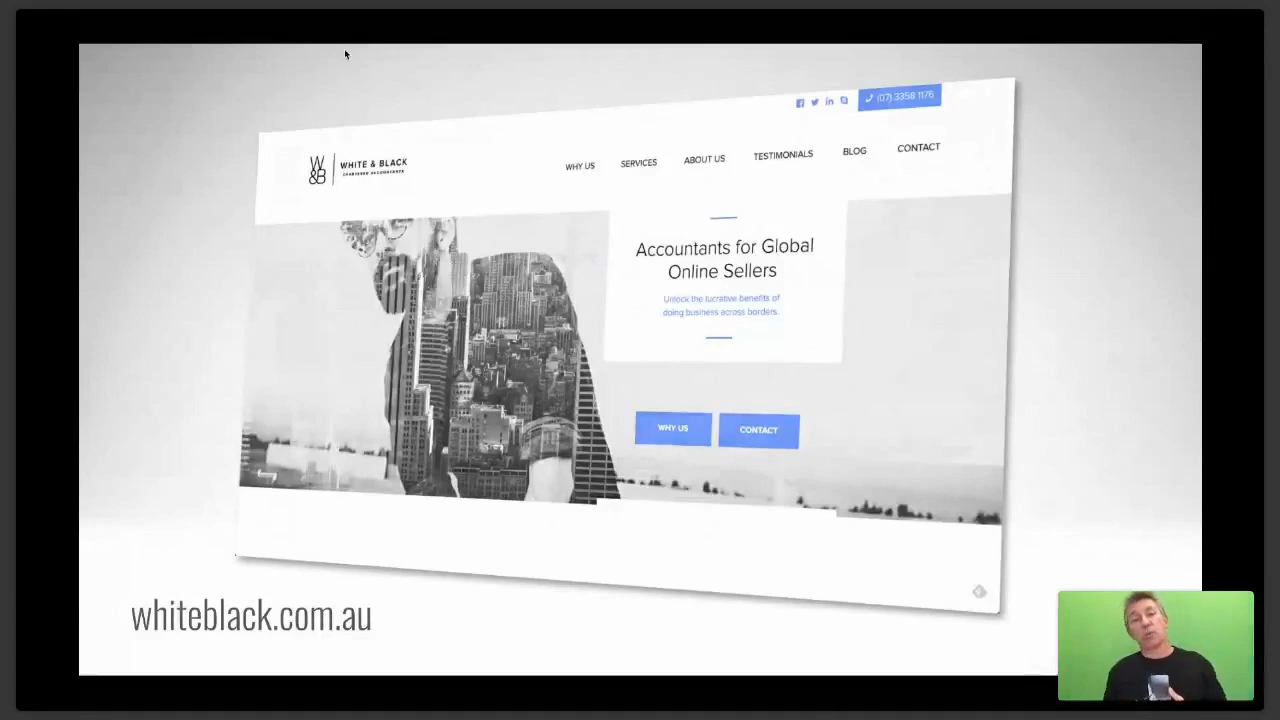 (07) 3358 1176
W
&B
WHITE & BLACK
CHARTERED ACCOUNTANTS
WHY US
SERVICES
ABOUT US
TESTIMONIALS
BLOG
CONTACT
Accountants for Global
Online Sellers
Unlock the lucrative benefits of
doing business across borders.
WHY US
CONTACT
whiteblack.com.au